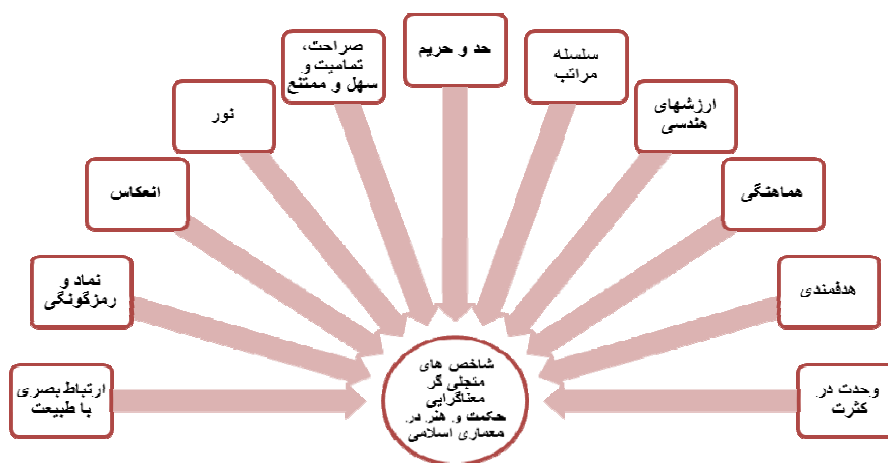 حد و حریم
صراحت،
تمامیت و
سهل و ممتنع
سلسله
مراتب
نور
ارزشهای
هندسی
انعکاس
هماهنگی
نماد و
رمزگونگی
هدفمندی
ارتباط بصری
با طبیعت
وحدت در
کثرت
شاخص های
متجلی گر
معناگرایی
حکمت و هنر در
معماری اسلامی